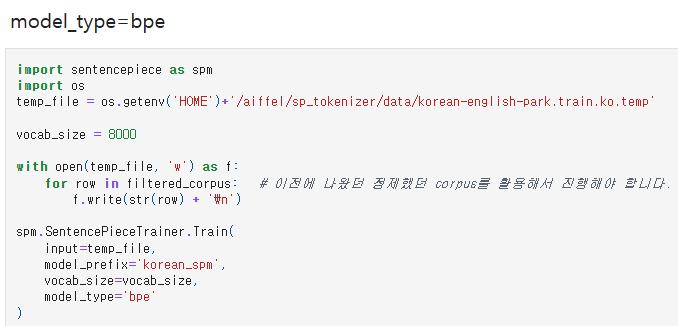 model_type=bpe
import sentencepiece as spm
import os
temp_file = os.getenv('HOME')+'/aiffel/sp_tokenizer/data/korean-english-park.train.ko.temp'
vocab_size = 8000
with open(temp_file, 'w') as f:
    for row in filtered_corpus:   # 이전에 나왔던 정제했던 corpus를 활용해서 진행해야 합니다.
        f.write(str(row) + '₩n')
spm.SentencePieceTrainer.Train(
    input=temp_file,
    model_prefix='korean_spm',
    vocab_size=vocab_size,
    model_type='bpe'
)